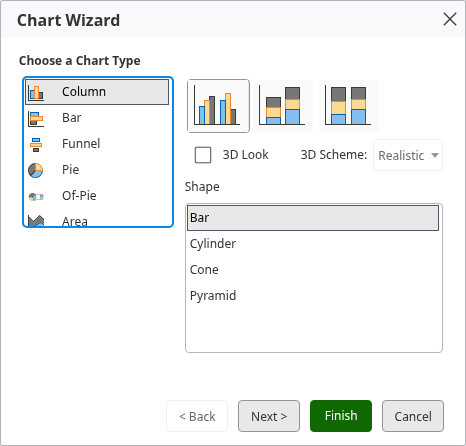 Chart Wizard
Choose a Chart Type
Column
Bar
Funnel
Pie
Of-Pie
Area
3D Look 3D Scheme: Realistic
Shape
Bar
Cylinder
Cone
Pyramid
< Back Next > Finish Cancel